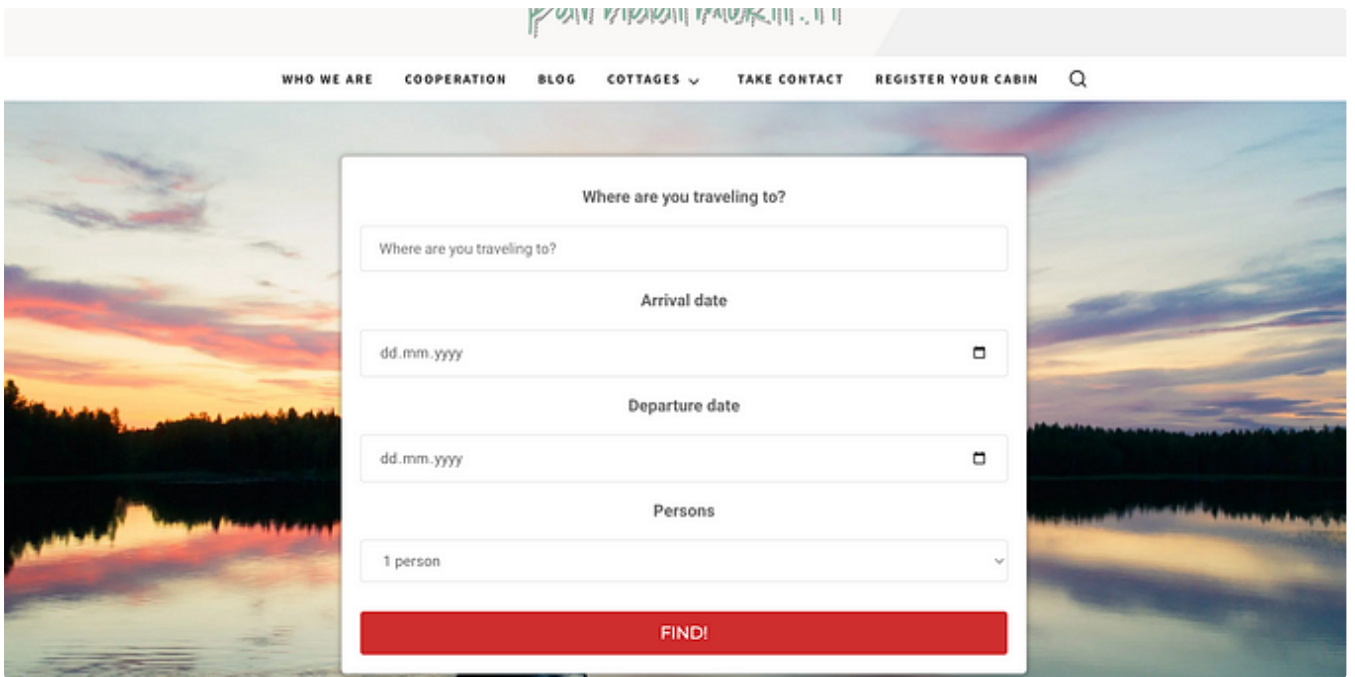 WHO WE ARE COOPERATION BLOG COTTAGES TAKE CONTACT REGISTER YOUR CABIN
Where are you traveling to?
Where are you traveling to?
Arrival date
dd.mm.yyyy
Departure date
dd.mm.yyyy
Persons
1 person
FIND!